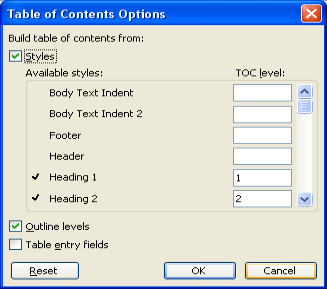 Table of Contents Options
Build table of contents from:
Styles
Available styles: TOC level:
Body Text Indent
Body Text Indent 2
Footer
Header
Heading 1 1
Heading 2 2
Outline levels
Table entry fields
Reset OK Cancel